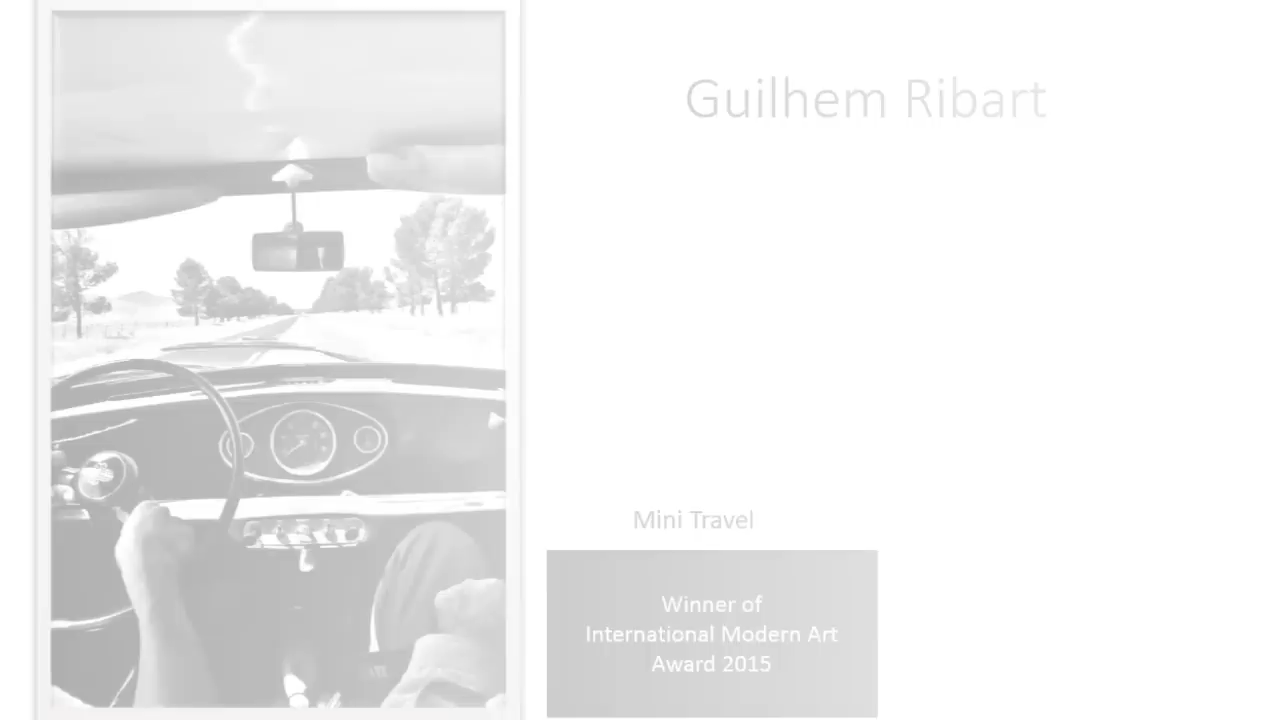 Guilhem Ribart
Mini Travel
Winner of
International Modern Art
Award 2015